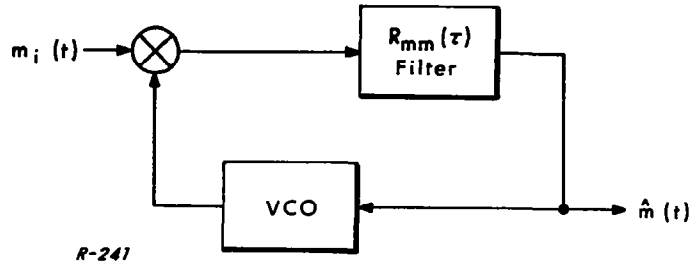 m_i (t)
R_mm(τ)
Filter
VCO
m̂ (t)
R-241